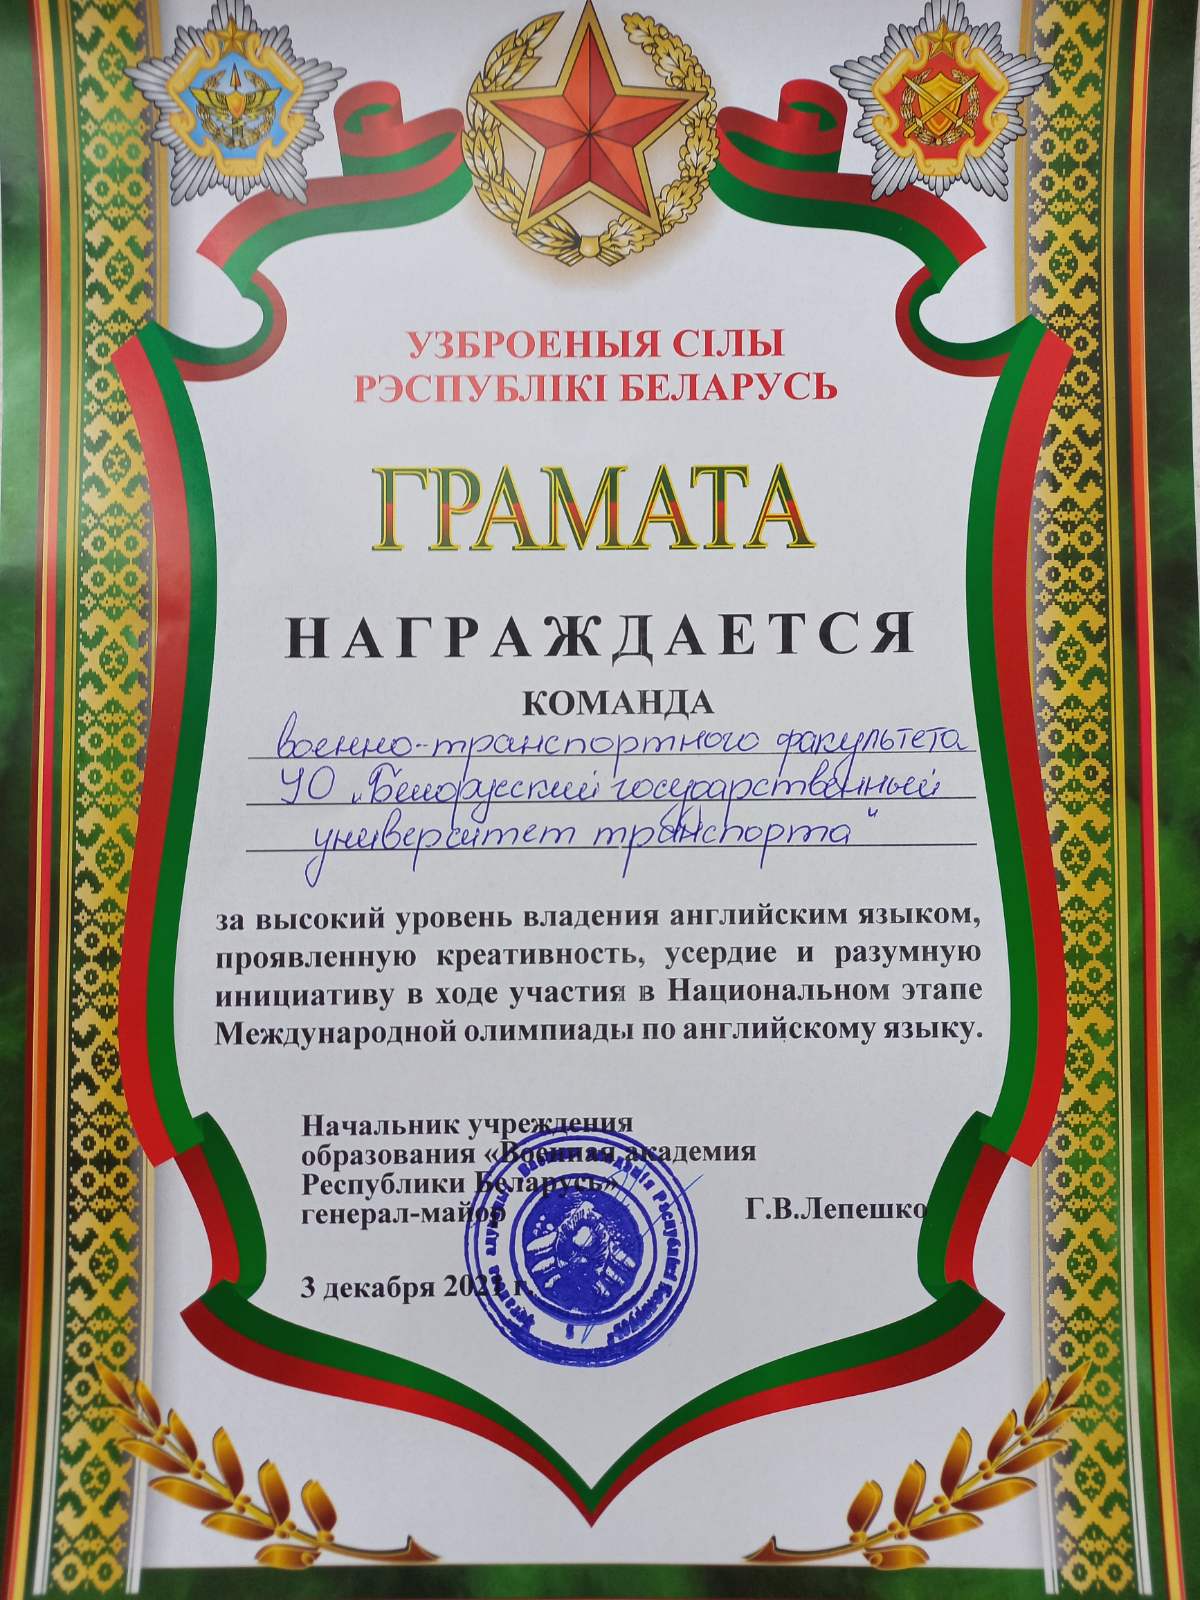 УЗБРОЕНЫЯ СІЛЫ
РЭСПУБЛІКІ БЕЛАРУСЬ
ГРАМАТА
НАГРАЖДАЕТСЯ
КОМАНДА
военно-транспортного факультета
УО „Белорусский государственный
университет транспорта"
за высокий уровень владения английским языком,
проявленную креативность, усердие и разумную
инициативу в ходе участия в Национальном этапе
Международной олимпиады по английскому языку.
Начальник учреждения
образования «Военная академия
Республики Беларусь»
генерал-майор
Г.В.Лепешко
3 декабря 2021 г.